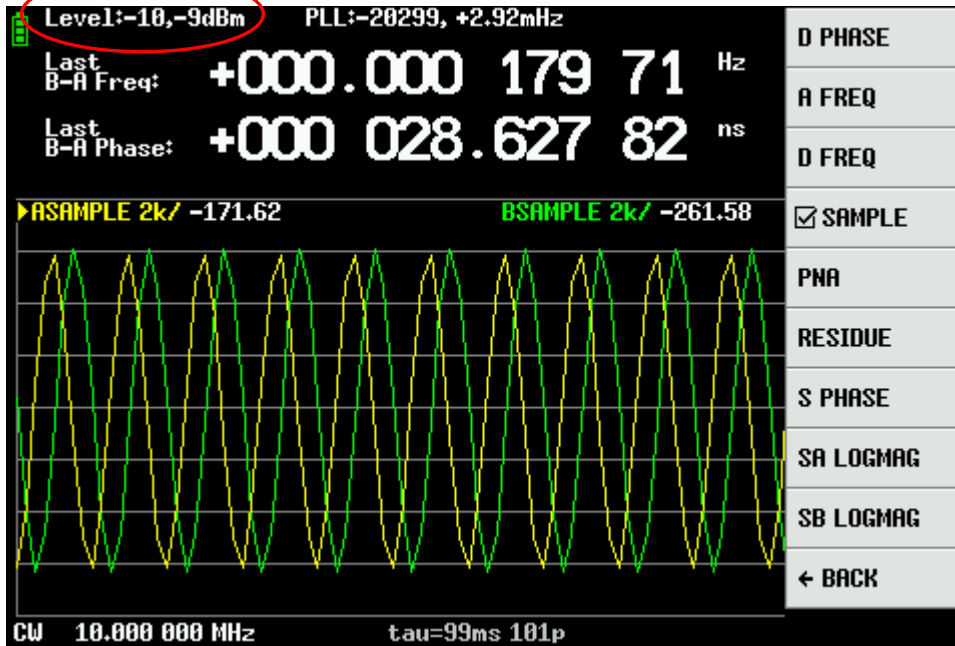 Level:-10,-9dBm PLL:-20299, +2.92mHz
Last
B-A Freq: +000.000 179 71 Hz
Last
B-A Phase: +000 028.627 82 ns
ASAMPLE 2k/ -171.62 BSAMPLE 2k/ -261.58
CW 10.000 000 MHz tau=99ms 101p
D PHASE
A FREQ
D FREQ
SAMPLE
PNA
RESIDUE
S PHASE
SA LOGMAG
SB LOGMAG
← BACK